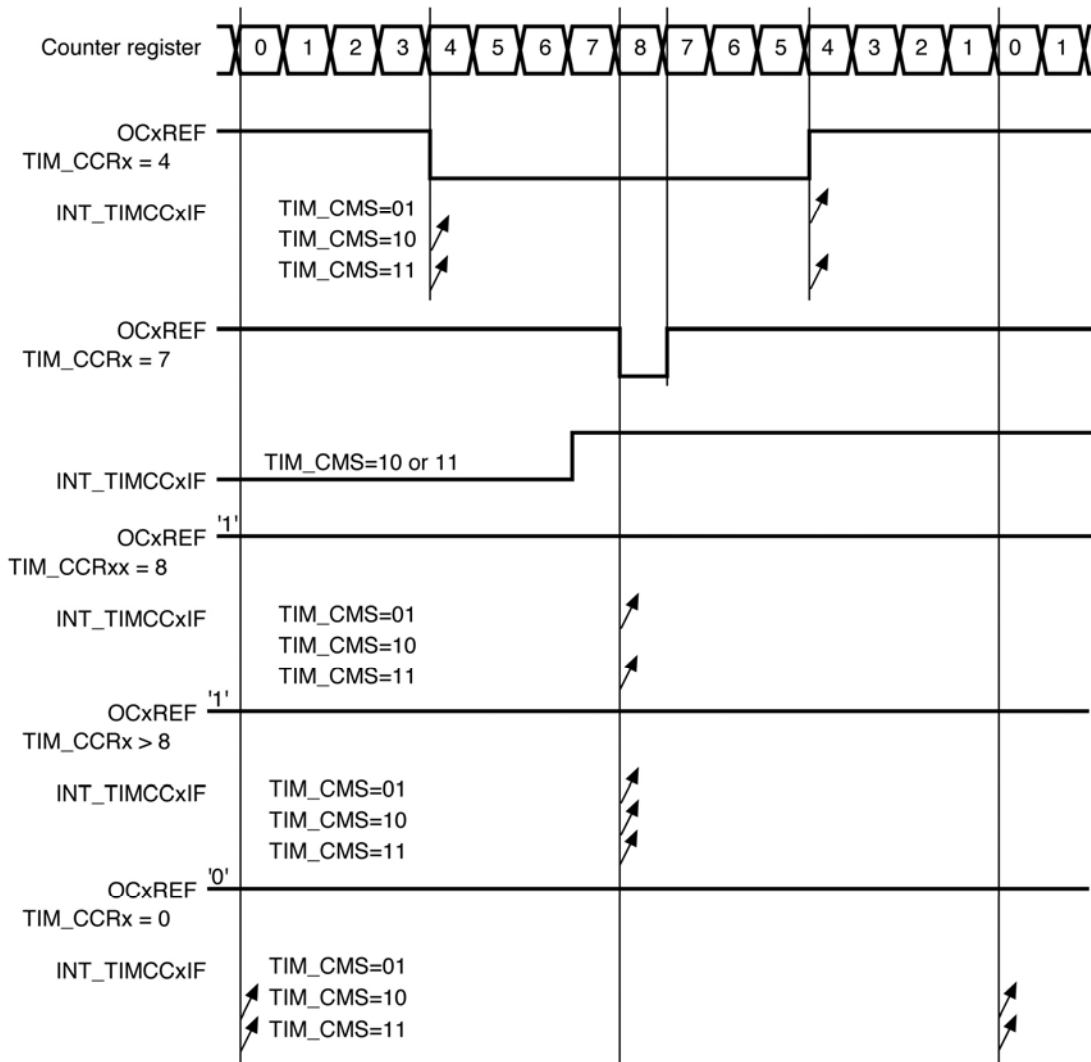 Counter register 0 1 2 3 4 5 6 7 8 7 6 5 4 3 2 1 0 1
OCxREF
TIM_CCRx = 4
INT_TIMCCxIF
TIM_CMS=01
TIM_CMS=10
TIM_CMS=11
OCxREF
TIM_CCRx = 7
TIM_CMS=10 or 11
INT_TIMCCxIF
'1'
OCxREF
TIM_CCRxx = 8
INT_TIMCCxIF
TIM_CMS=01
TIM_CMS=10
TIM_CMS=11
'1'
OCxREF
TIM_CCRx > 8
INT_TIMCCxIF
TIM_CMS=01
TIM_CMS=10
TIM_CMS=11
'0'
OCxREF
TIM_CCRx = 0
INT_TIMCCxIF
TIM_CMS=01
TIM_CMS=10
TIM_CMS=11